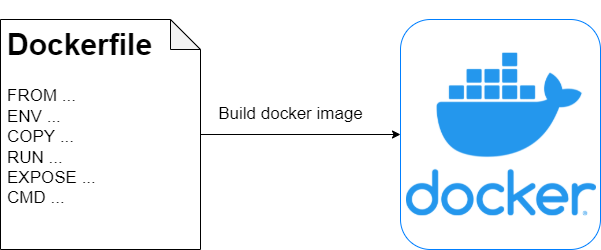 Dockerfile
FROM ...
ENV ...
COPY ...
RUN ...
EXPOSE ...
CMD ...
Build docker image
docker